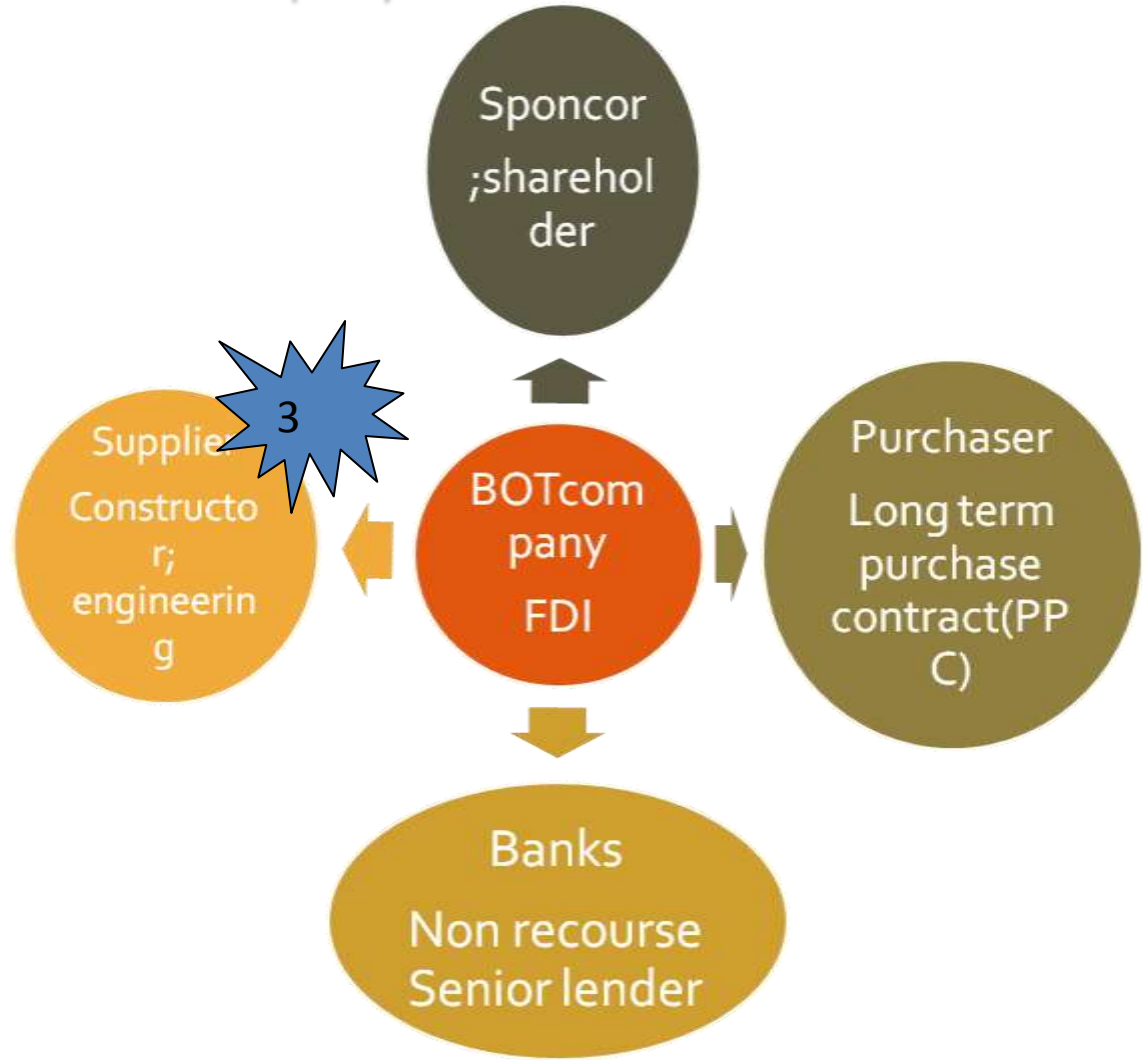 Sponcor
;sharehol
der
3
Supplier
Constructo
r;
engineerin
g
BOTcom
pany
FDI
Purchaser
Long term
purchase
contract(PP
C)
Banks
Non recourse
Senior lender